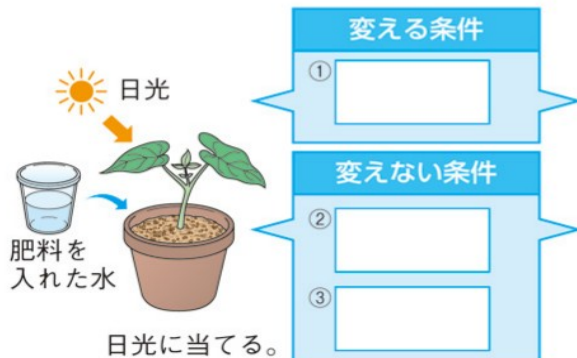 日光
肥料を
入れた水
日光に当てる。
変える条件
①
変えない条件
②
③